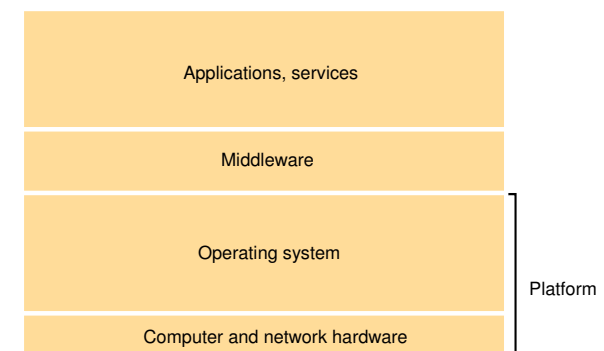 Applications, services
Middleware
Operating system
Platform
Computer and network hardware